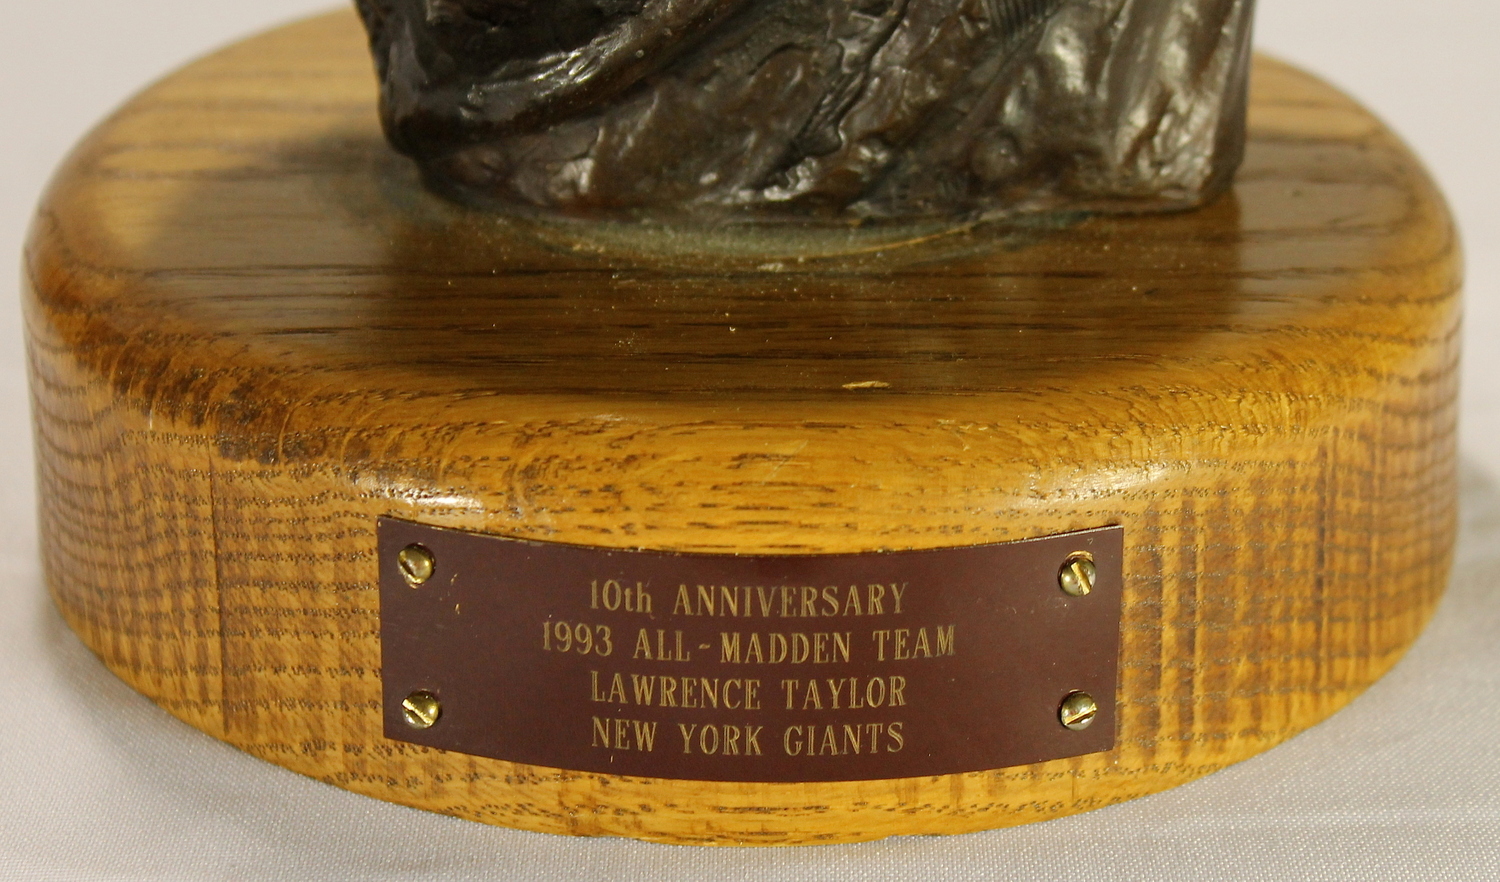 10th ANNIVERSARY
1993 ALL-MADDEN TEAM
LAWRENCE TAYLOR
NEW YORK GIANTS